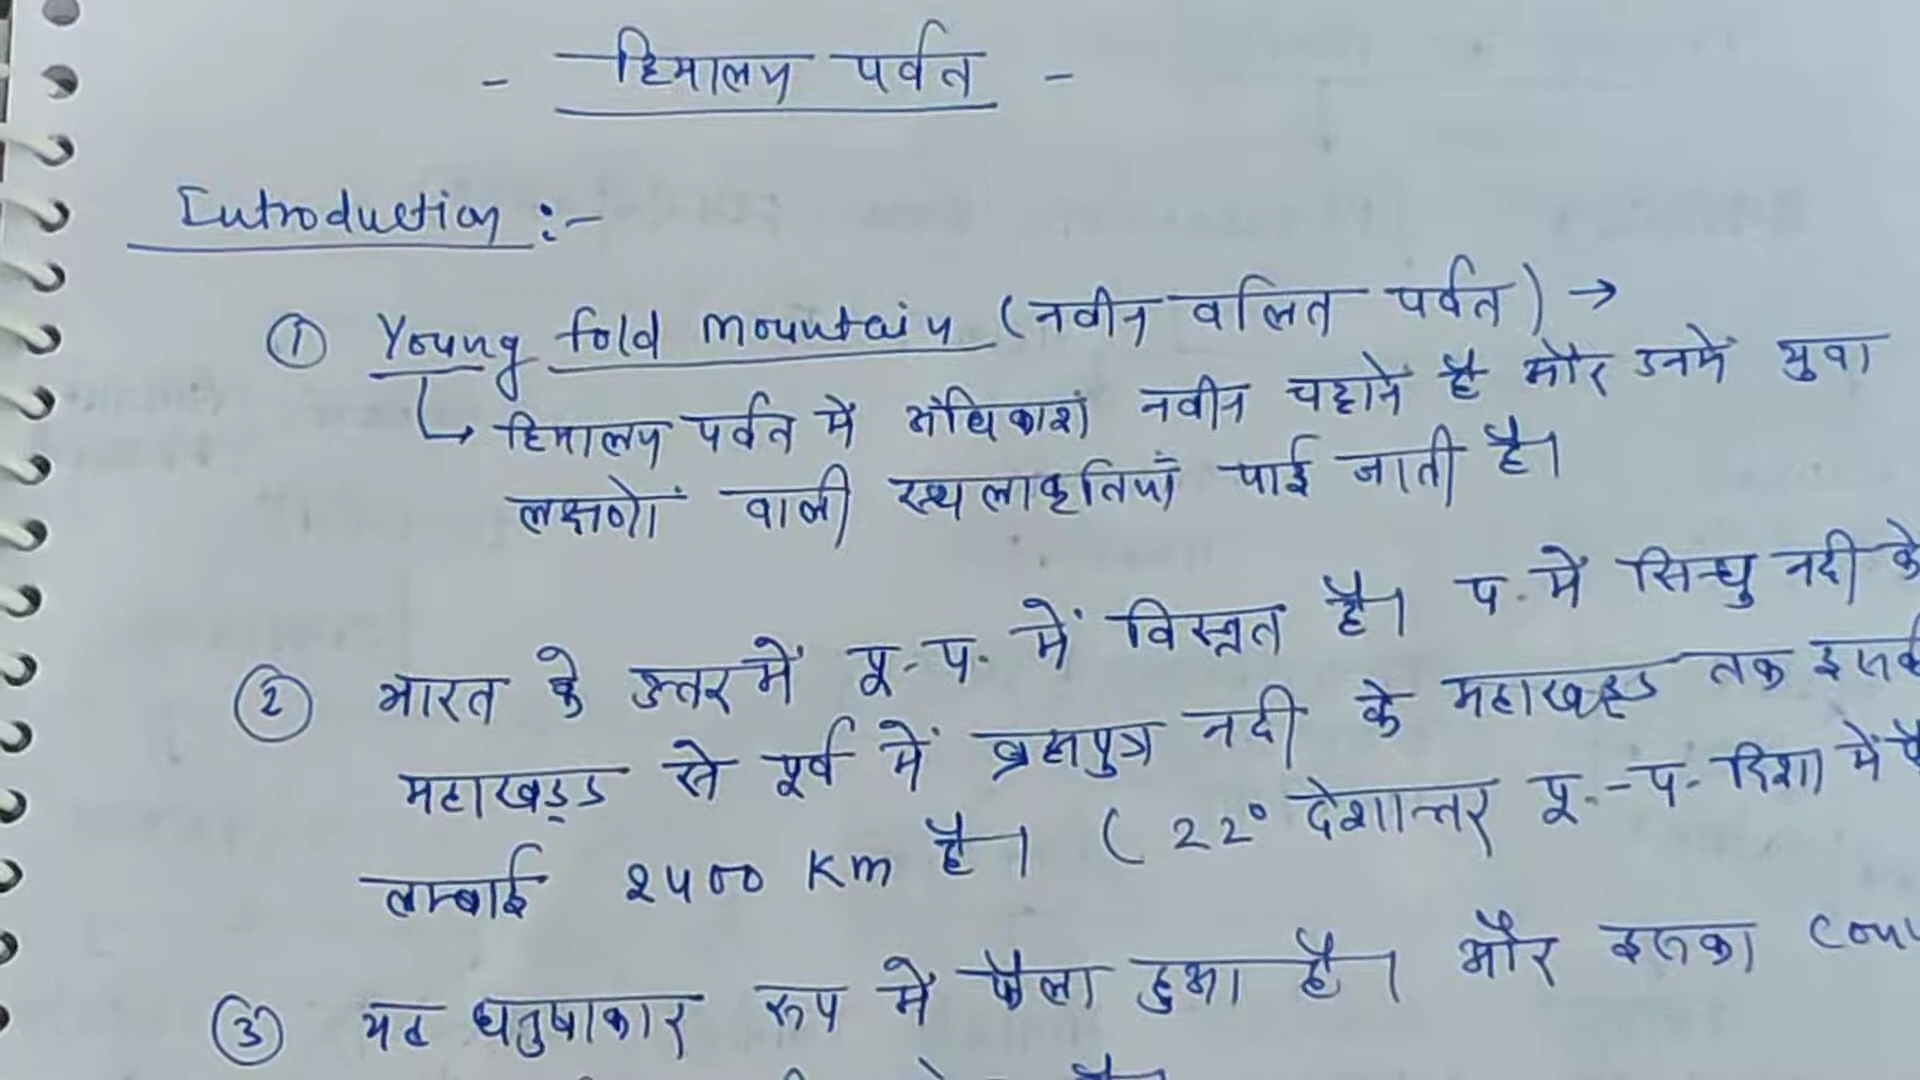 - हिमालय पर्वत -
Introduction :-
① Young fold mountain (नवीन वलित पर्वत) →
↳ हिमालय पर्वत में अधिकाशं नवीन चट्टाने है और उनमें युवा
लक्षणों वाली स्थलाकृतियाँ पाई जाती है।
② भारत के उत्तर में पू.-प. में विस्तृत है। प. में सिन्धु नदी के
महाखड्ड से पूर्व में ब्रह्मपुत्र नदी के महाखड्ड तक इसकी
लम्बाई 2400 Km है। ( 22° देशान्तर पू.-प. दिशा में
③ यह धनुषाकार रूप में फैला हुआ है। और इसका